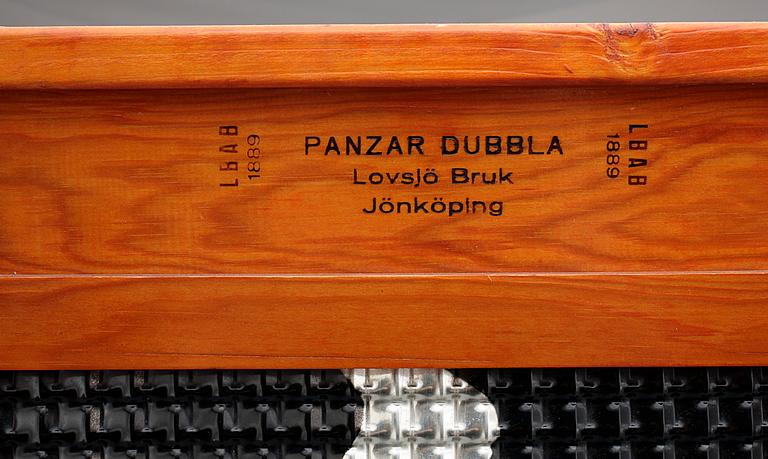 LBAB
1889
PANZAR DUBBLA
Lovsjö Bruk
Jönköping
LBAB
1889